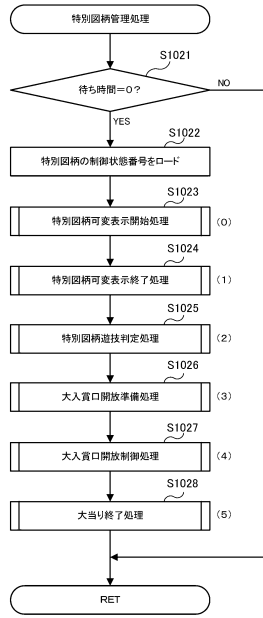 特別図柄管理処理
S1021
待ち時間=0?
NO
YES
S1022
特別図柄の制御状態番号をロード
S1023
特別図柄可変表示開始処理
(0)
S1024
特別図柄可変表示終了処理
(1)
S1025
特別図柄遊技判定処理
(2)
S1026
大入賞口開放準備処理
(3)
S1027
大入賞口開放制御処理
(4)
S1028
大当り終了処理
(5)
RET